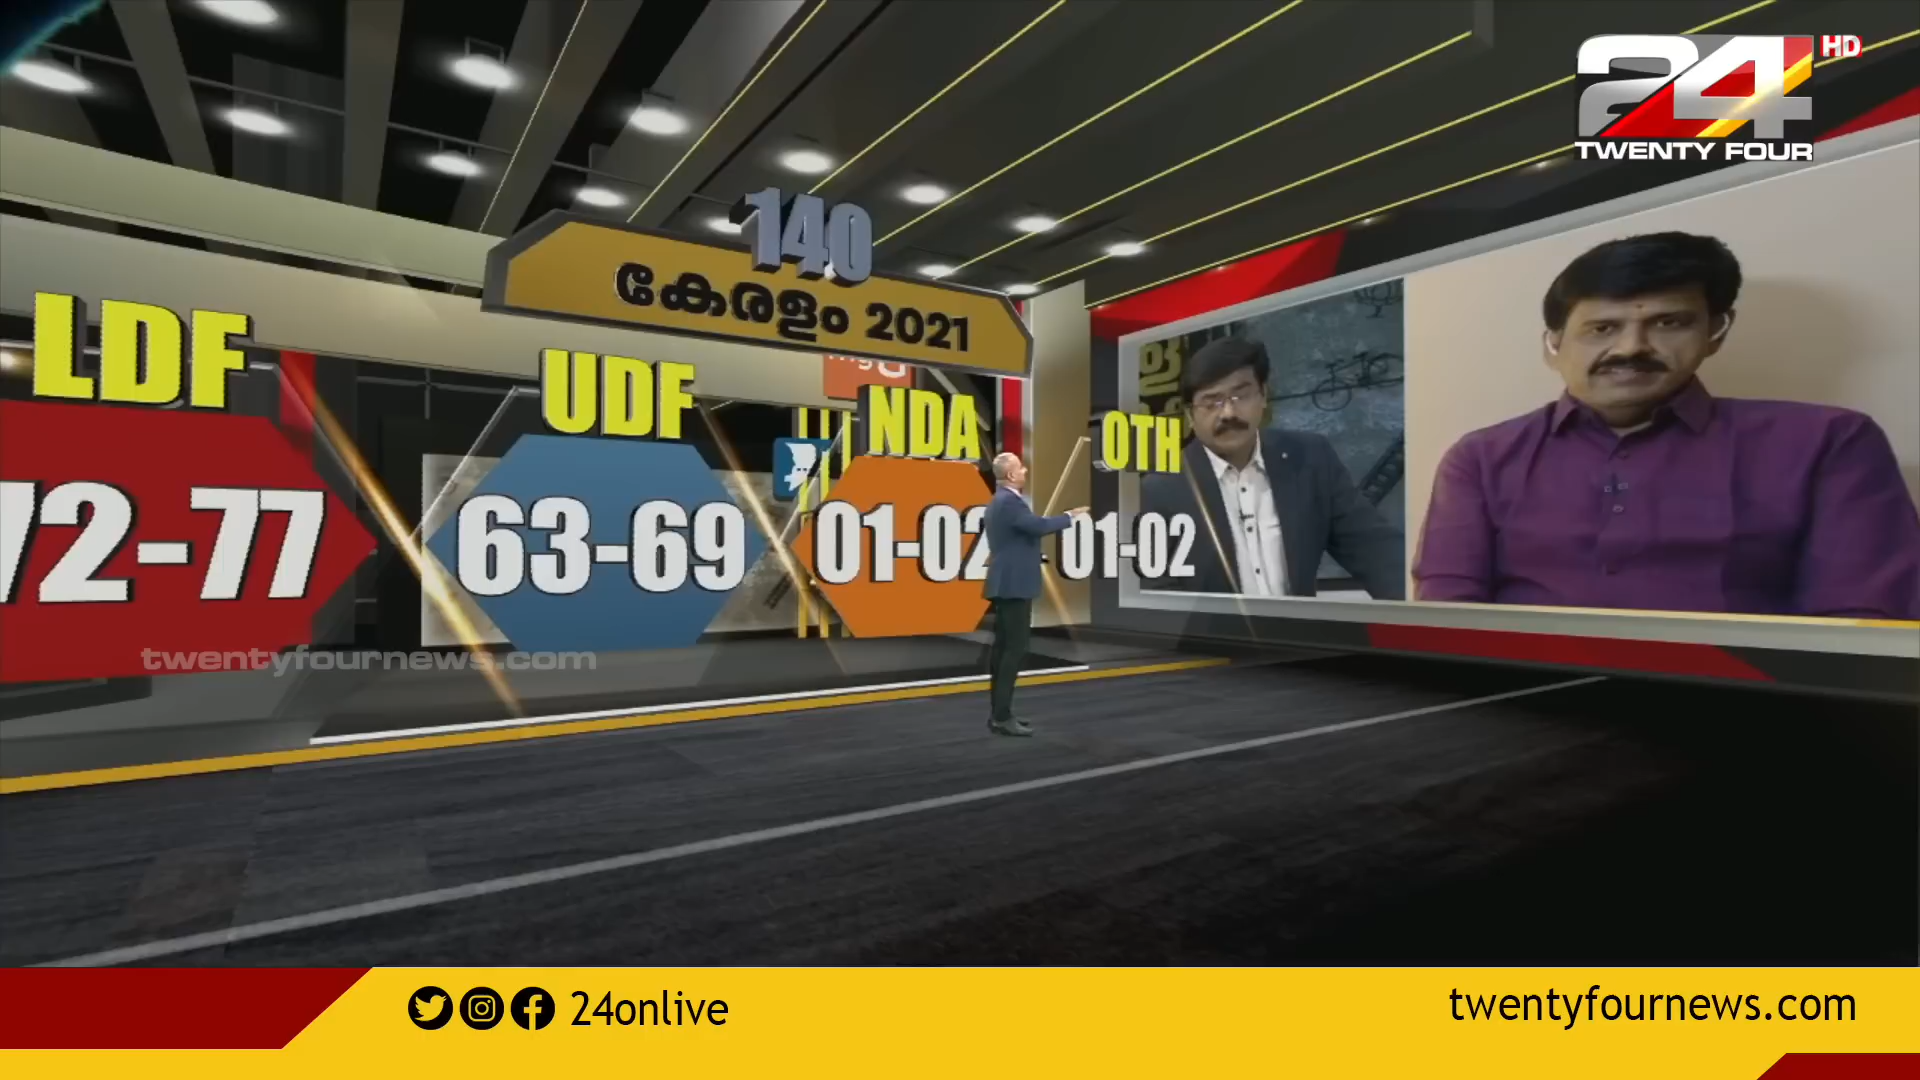 24 HD
TWENTY FOUR
140
കേരളം 2021
LDF
UDF
NDA
OTH
72-77
63-69
01-02
01-02
twentyfournews.com
24onlive
twentyfournews.com